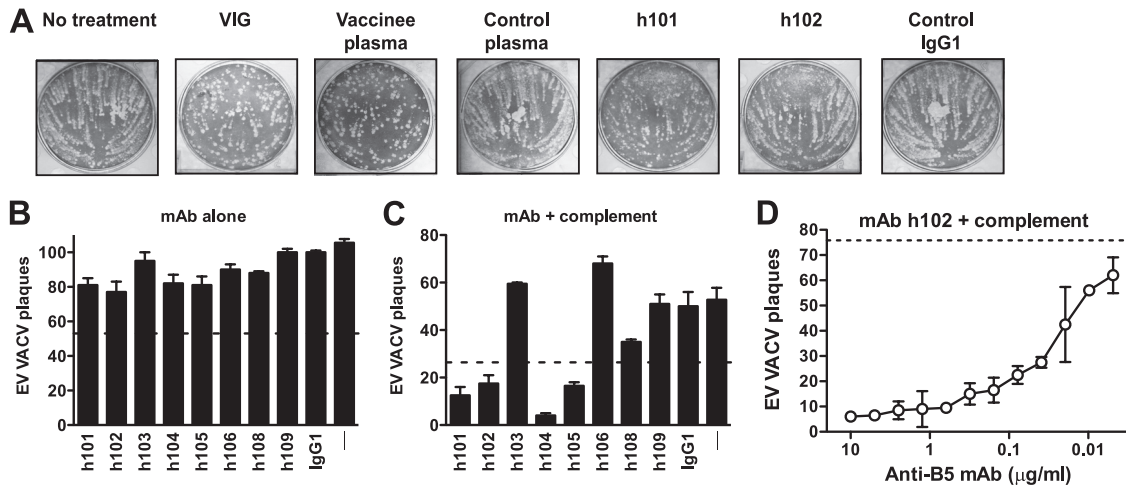 A
No treatment
VIG
Vaccinee
plasma
Control
plasma
h101
h102
Control
IgG1
B
mAb alone
EV VACV plaques
100
80
60
40
20
0
h101
h102
h103
h104
h105
h106
h108
h109
IgG1
—
C
mAb + complement
EV VACV plaques
80
60
40
20
0
h101
h102
h103
h104
h105
h106
h108
h109
IgG1
—
D
mAb h102 + complement
EV VACV plaques
80
70
60
50
40
30
20
10
0
10
1
0.1
0.01
Anti-B5 mAb (μg/ml)